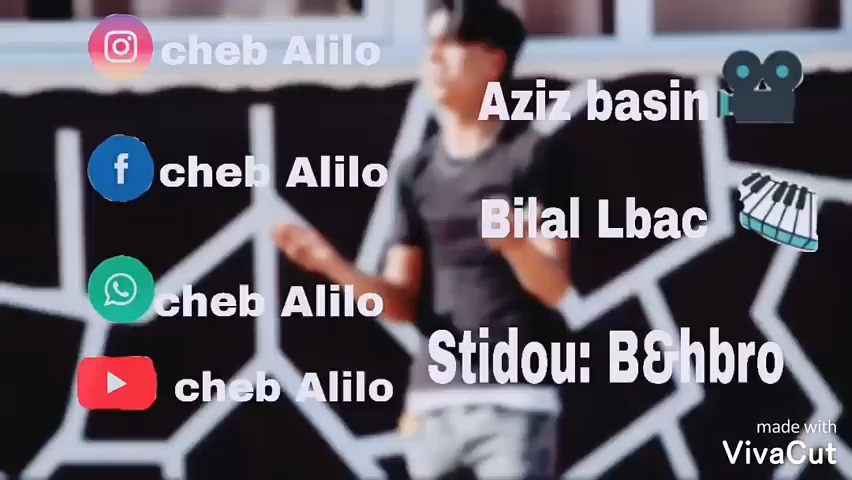 cheb Alilo
cheb Alilo
cheb Alilo
cheb Alilo
Aziz basin
Bilal Lbac
Stidou: B&hbro
made with
VivaCut